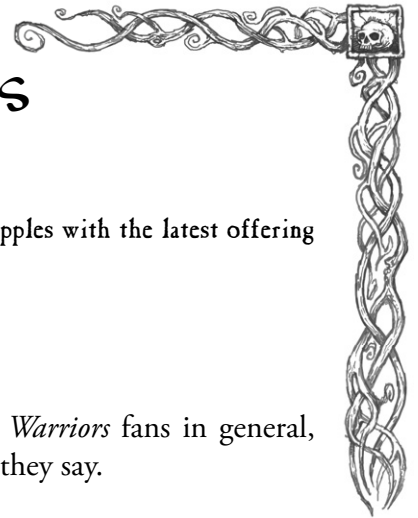 s
pples with the latest offering
Warriors fans in general,
they say.